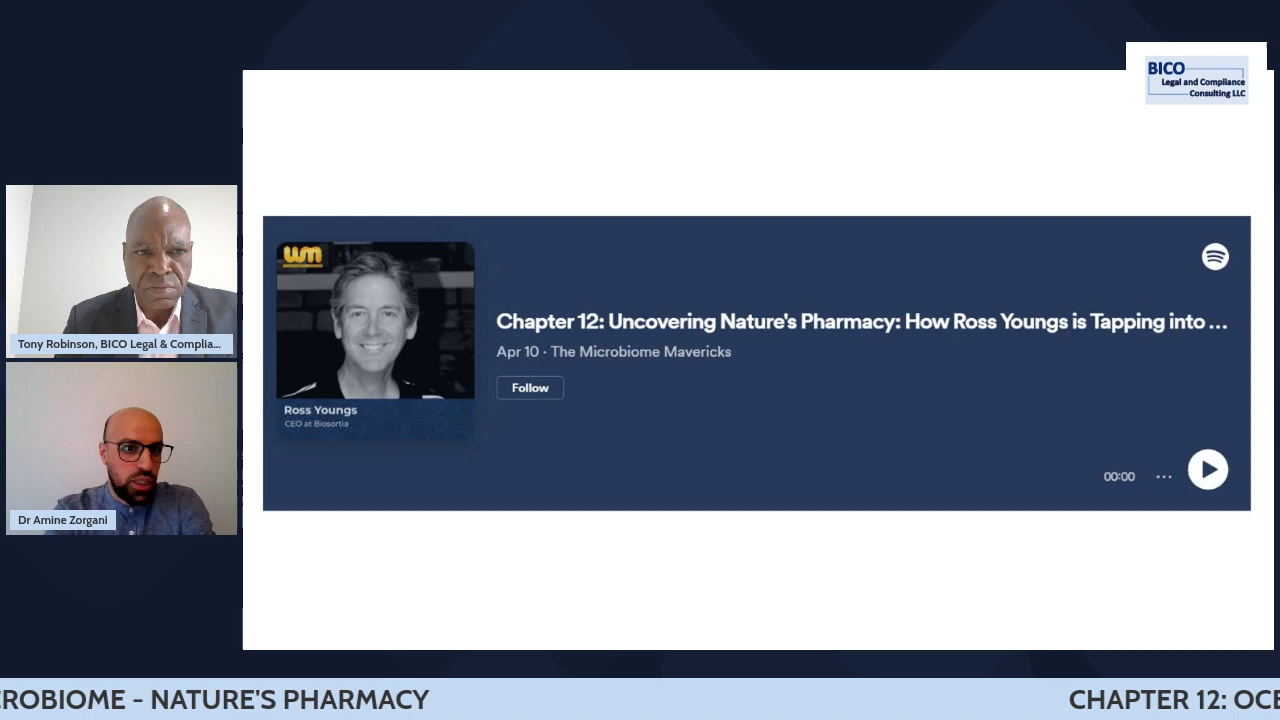 BICO
Legal and Compliance
Consulting LLC
Tony Robinson, BICO Legal & Complia...
Dr Amine Zorgani
wm
Ross Youngs
CEO at Biosortia
Chapter 12: Uncovering Nature's Pharmacy: How Ross Youngs is Tapping into ...
Apr 10 · The Microbiome Mavericks
Follow
00:00
CROBIOME - NATURE'S PHARMACY
CHAPTER 12: OCE